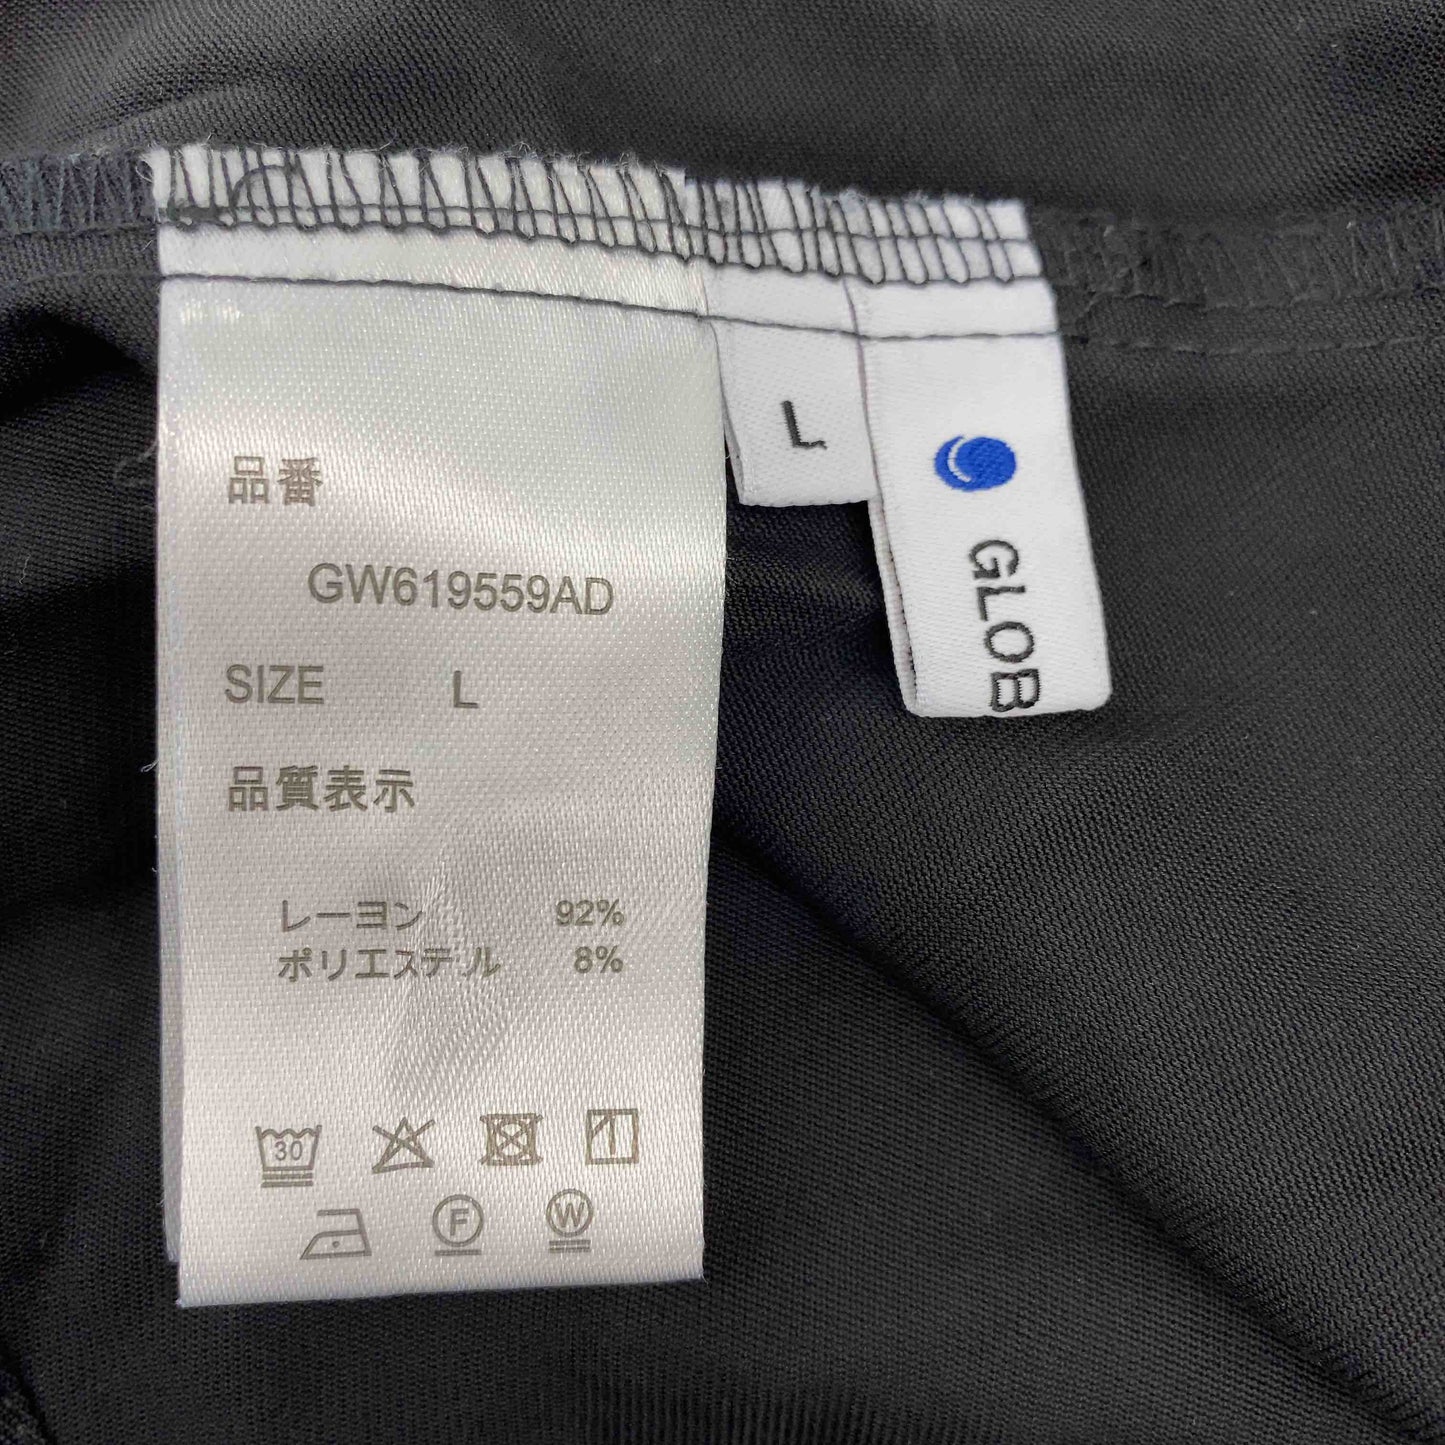 品番
GW619559AD
SIZE L
品質表示
レーヨン 92%
ポリエステル 8%
30
F W
L
GLOB